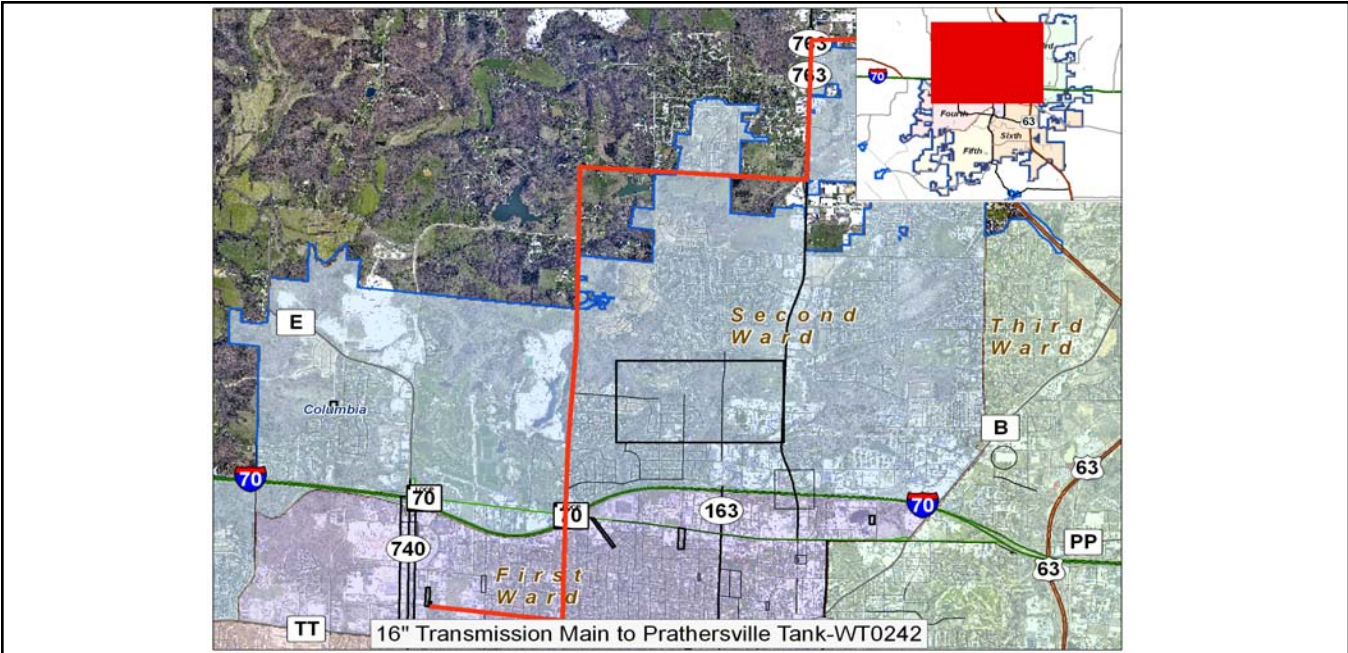 763
763
rd
70
Fourth
63
Sixth
Fifth
E
Second
Ward
Third
Ward
Columbia
B
70
63
70
70
163
70
740
PP
63
First
Ward
TT
16" Transmission Main to Prathersville Tank-WT0242